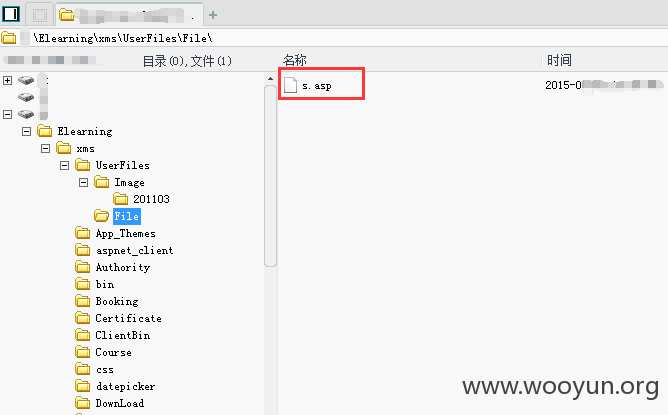 \Elearning\xms\UserFiles\File\
目录(0),文件(1)
名称
时间
s.asp
2015-0
Elearning
xms
UserFiles
Image
201103
File
App_Themes
aspnet_client
Authority
bin
Booking
Certificate
ClientBin
Course
css
datepicker
DownLoad
www.wooyun.org